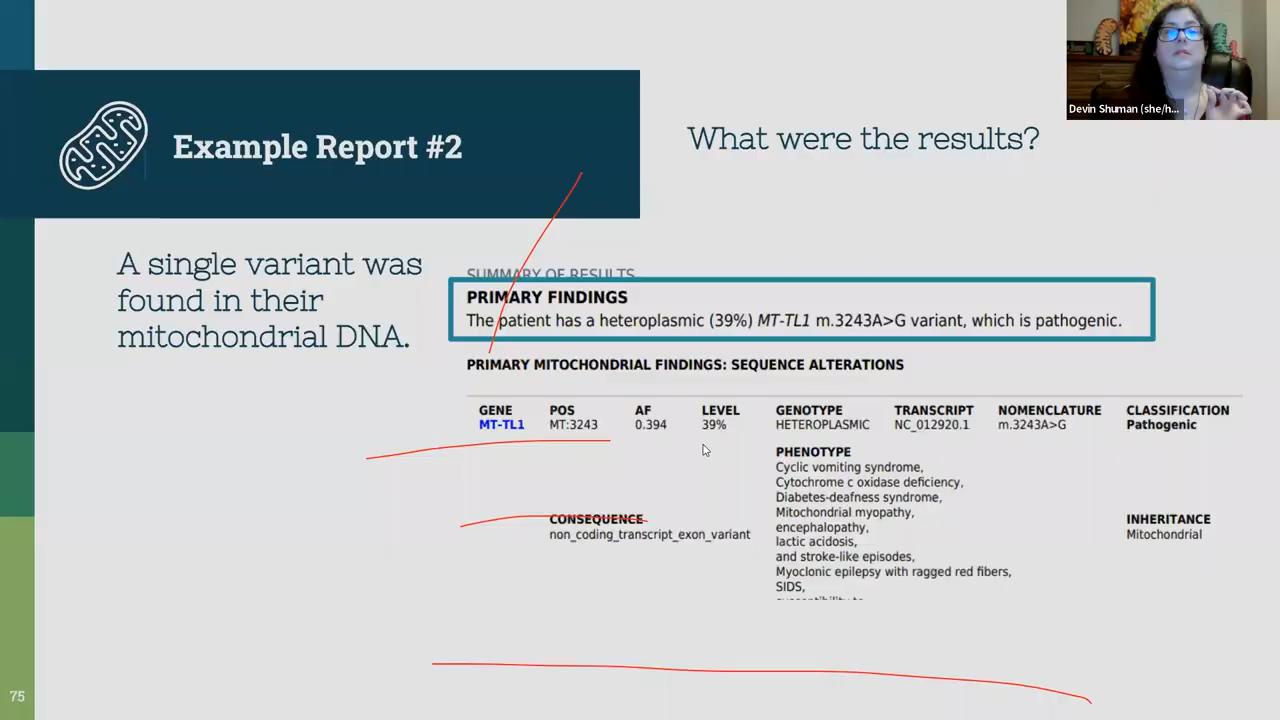 Devin Shuman (she/h...
Example Report #2
What were the results?
A single variant was
found in their
mitochondrial DNA.
SUMMARY OF RESULTS
PRIMARY FINDINGS
The patient has a heteroplasmic (39%) MT-TL1 m.3243A>G variant, which is pathogenic.
PRIMARY MITOCHONDRIAL FINDINGS: SEQUENCE ALTERATIONS
GENE POS AF LEVEL GENOTYPE TRANSCRIPT NOMENCLATURE CLASSIFICATION
MT-TL1 MT:3243 0.394 39% HETEROPLASMIC NC_012920.1 m.3243A>G Pathogenic
PHENOTYPE
Cyclic vomiting syndrome,
Cytochrome c oxidase deficiency,
Diabetes-deafness syndrome,
Mitochondrial myopathy,
encephalopathy,
lactic acidosis,
and stroke-like episodes,
Myoclonic epilepsy with ragged red fibers,
SIDS,
CONSEQUENCE
non_coding_transcript_exon_variant
INHERITANCE
Mitochondrial
75